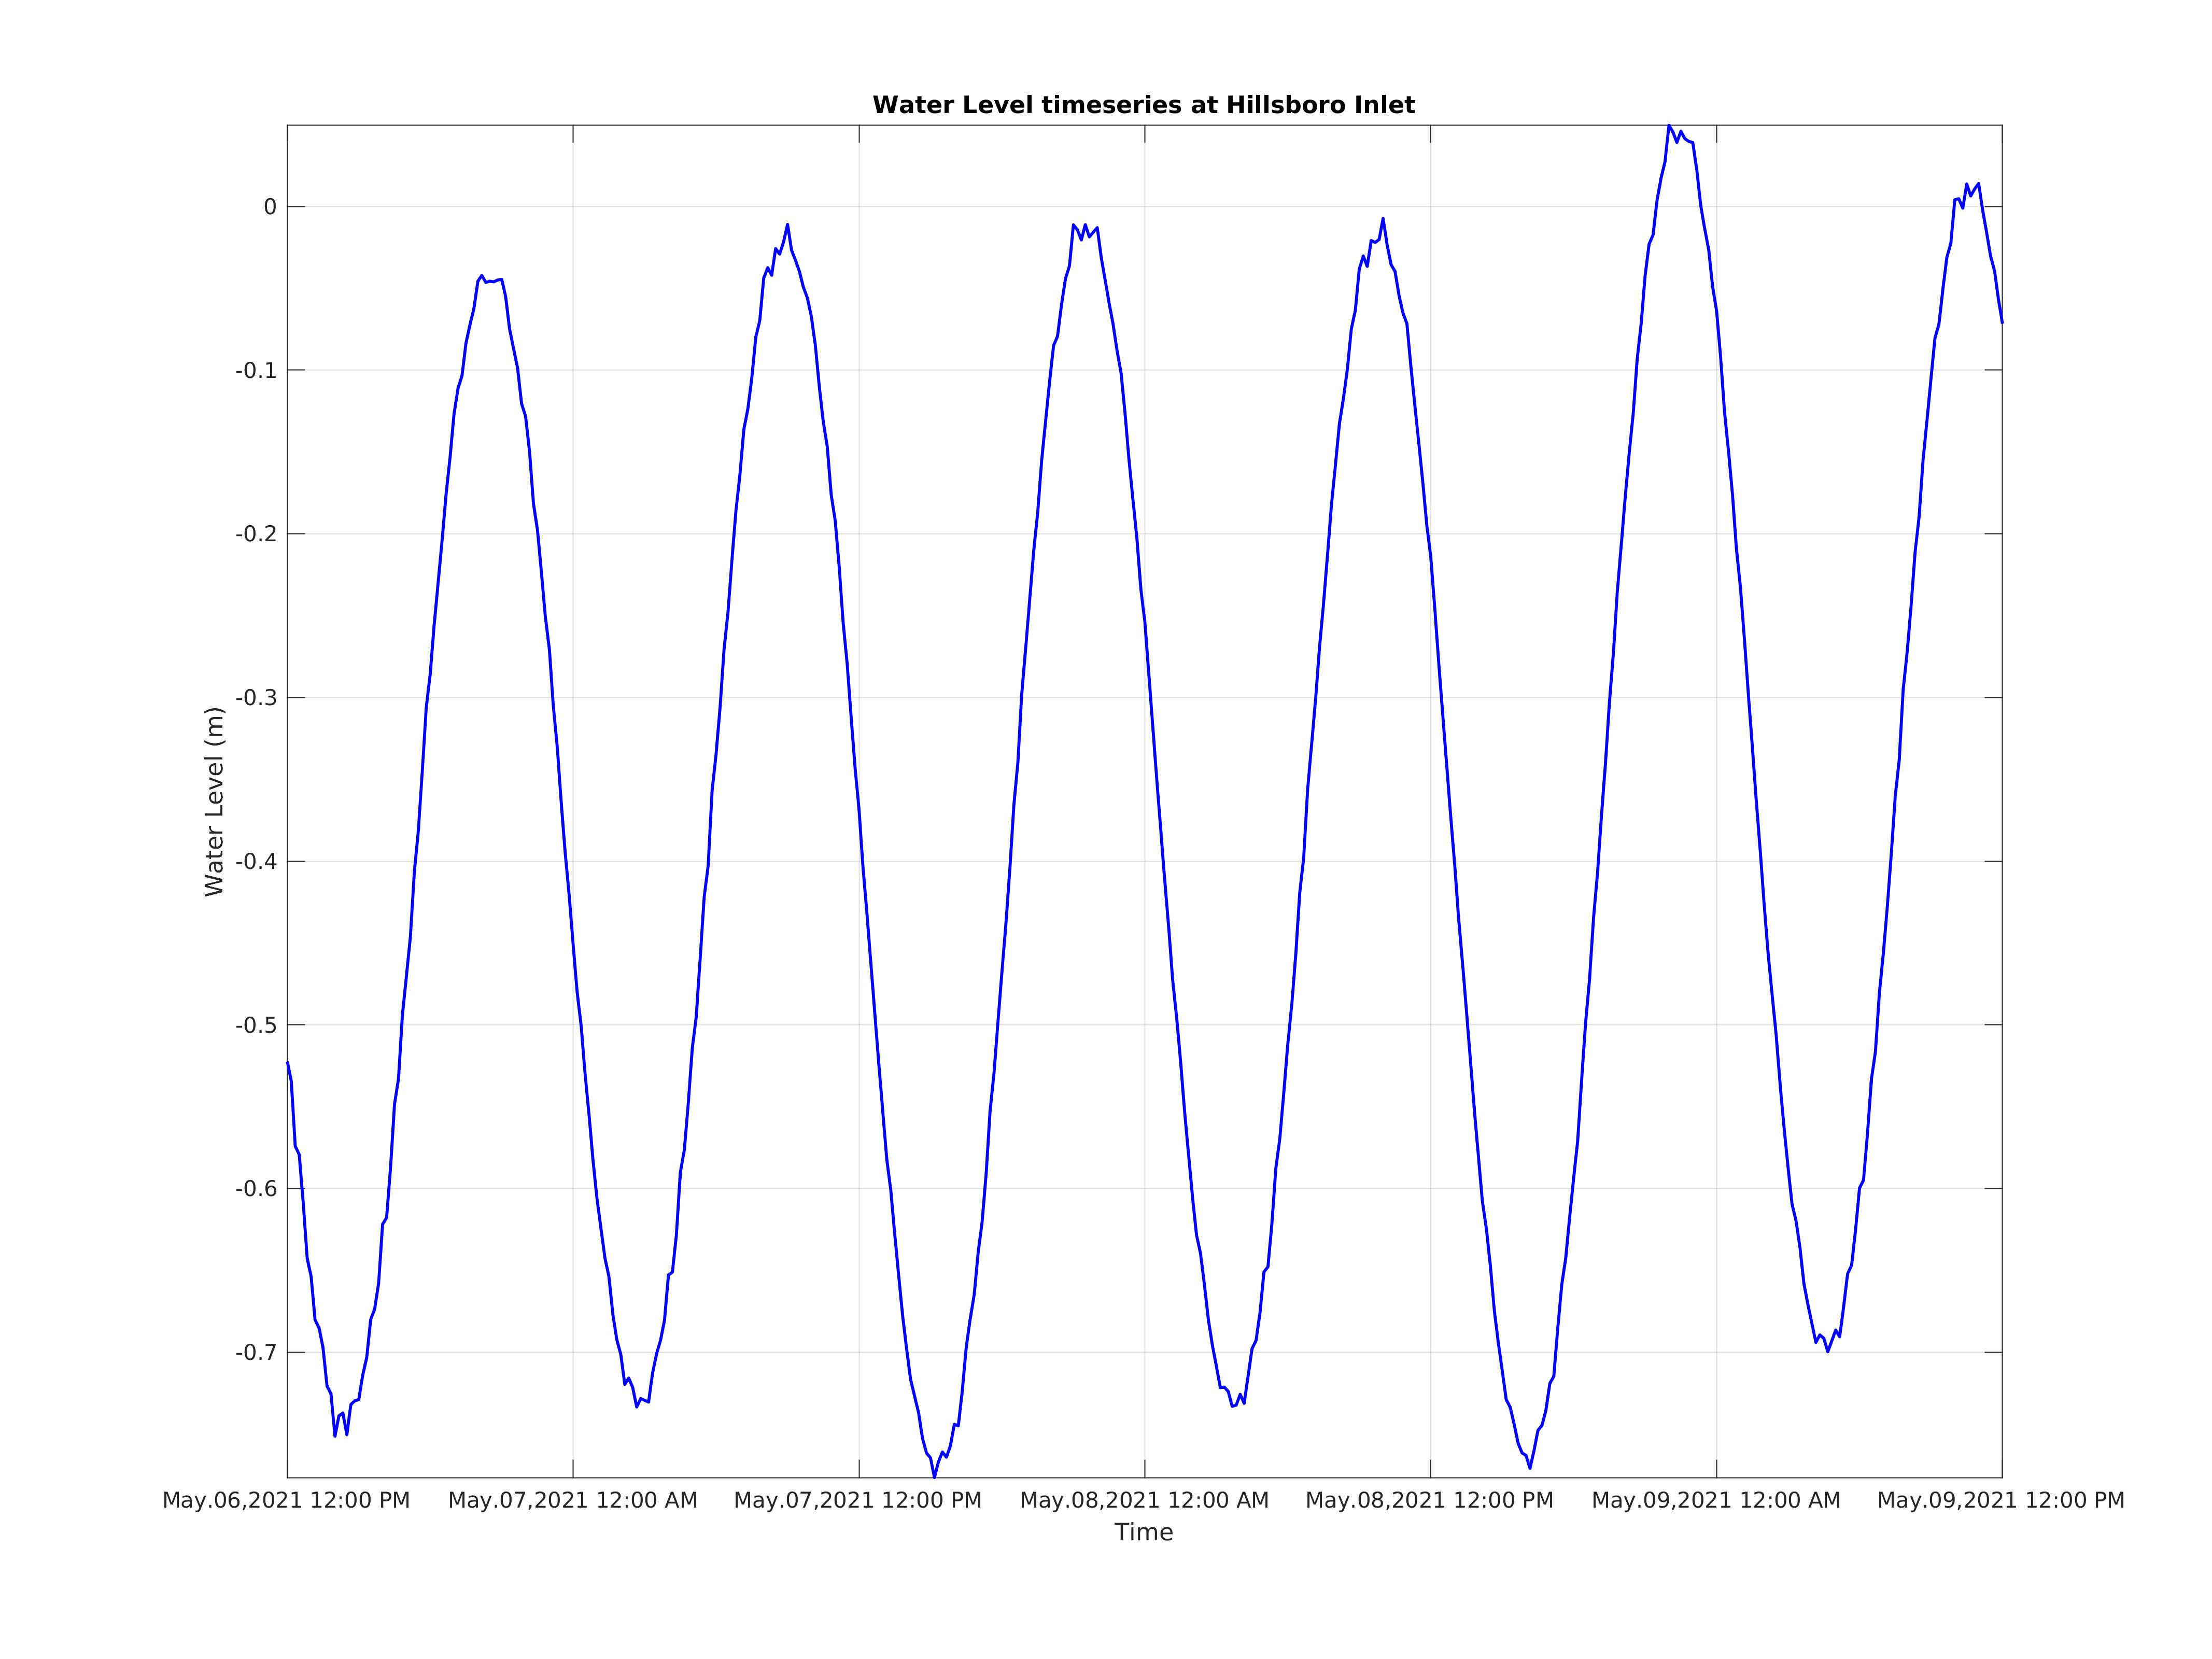 Water Level timeseries at Hillsboro Inlet
0
-0.1
-0.2
-0.3
-0.4
-0.5
-0.6
-0.7
Water Level (m)
May.06,2021 12:00 PM May.07,2021 12:00 AM May.07,2021 12:00 PM May.08,2021 12:00 AM May.08,2021 12:00 PM May.09,2021 12:00 AM May.09,2021 12:00 PM
Time